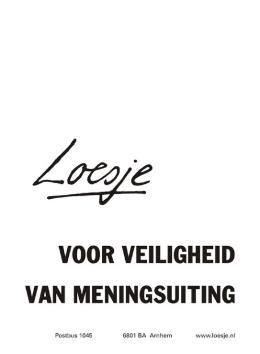 Loesje
VOOR VEILIGHEID
VAN MENINGSUITING
Postbus 1045 6801 BA Arnhem www.loesje.nl